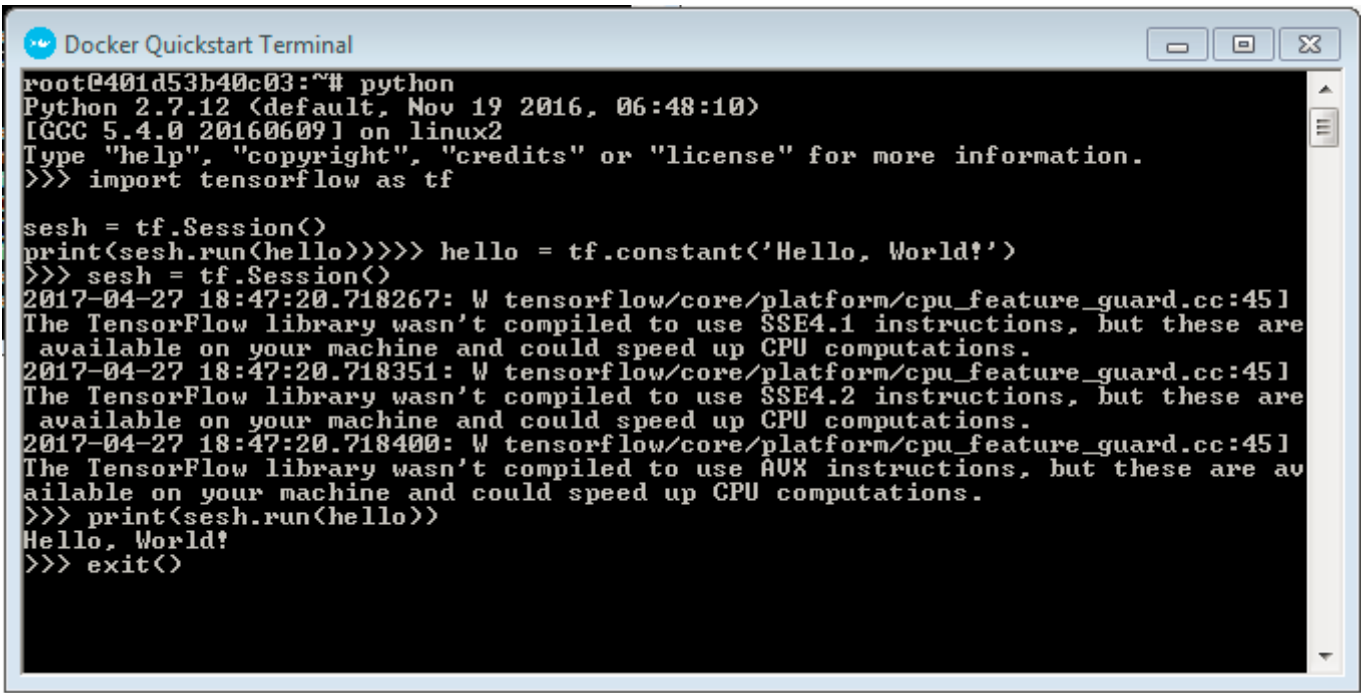 Docker Quickstart Terminal
root@401d53b40c03:~# python
Python 2.7.12 (default, Nov 19 2016, 06:48:10)
[GCC 5.4.0 20160609] on linux2
Type "help", "copyright", "credits" or "license" for more information.
>>> import tensorflow as tf
sesh = tf.Session()
print(sesh.run(hello))>>>> hello = tf.constant('Hello, World!')
>>> sesh = tf.Session()
2017-04-27 18:47:20.718267: W tensorflow/core/platform/cpu_feature_guard.cc:45]
The TensorFlow library wasn't compiled to use SSE4.1 instructions, but these are
available on your machine and could speed up CPU computations.
2017-04-27 18:47:20.718351: W tensorflow/core/platform/cpu_feature_guard.cc:45]
The TensorFlow library wasn't compiled to use SSE4.2 instructions, but these are
available on your machine and could speed up CPU computations.
2017-04-27 18:47:20.718400: W tensorflow/core/platform/cpu_feature_guard.cc:45]
The TensorFlow library wasn't compiled to use AVX instructions, but these are av
ailable on your machine and could speed up CPU computations.
>>> print(sesh.run(hello))
Hello, World!
>>> exit()